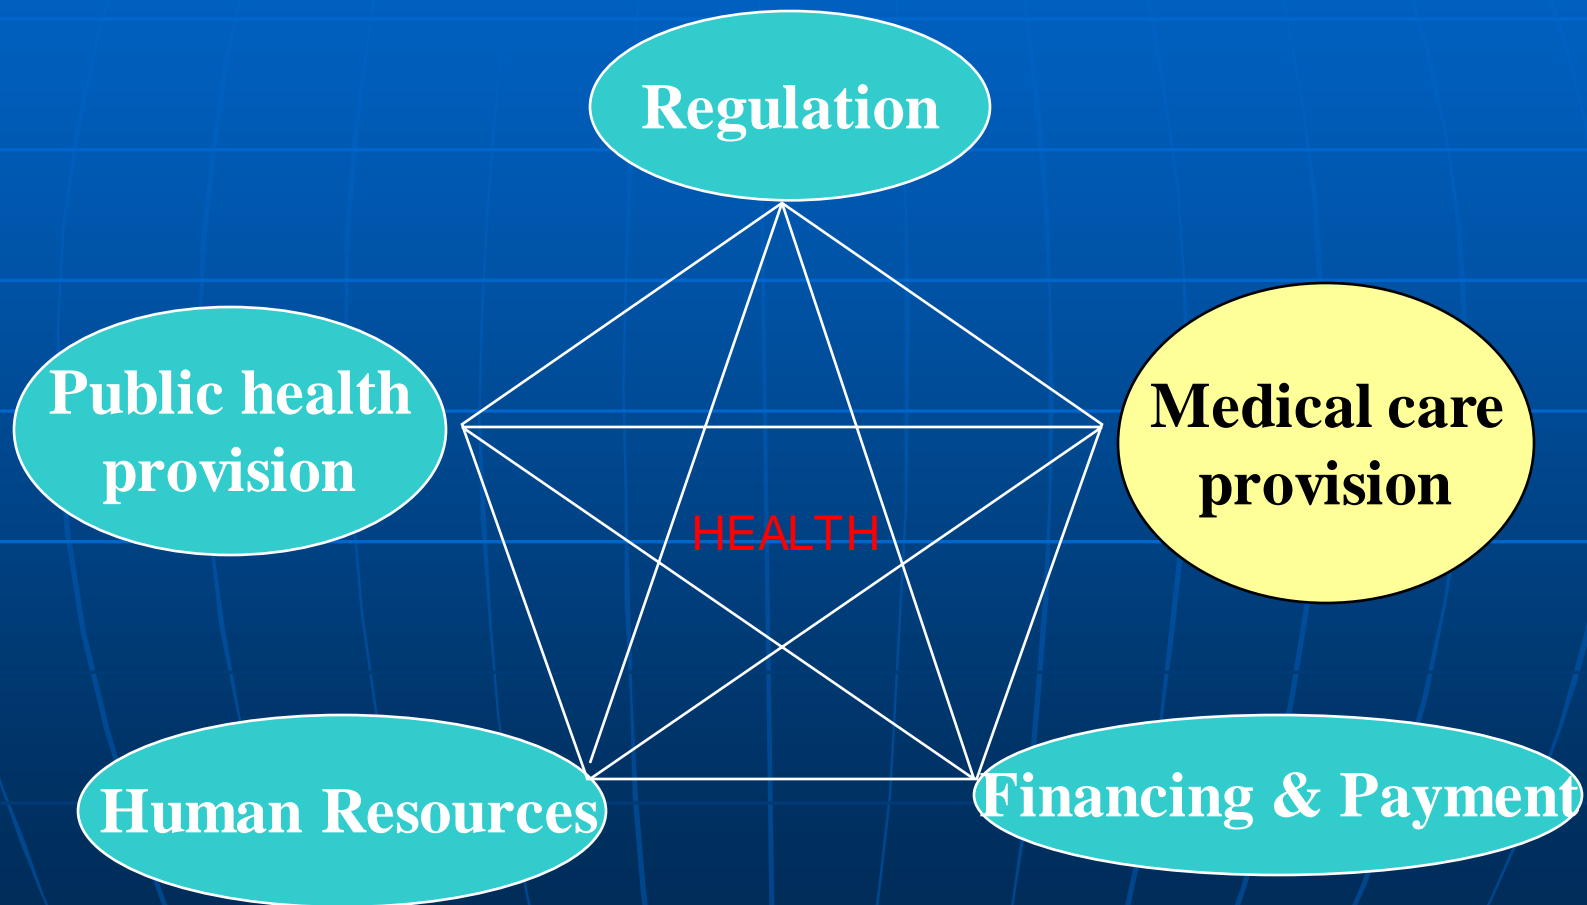 Regulation
Public health
provision
Medical care
provision
HEALTH
Human Resources
Financing & Payment